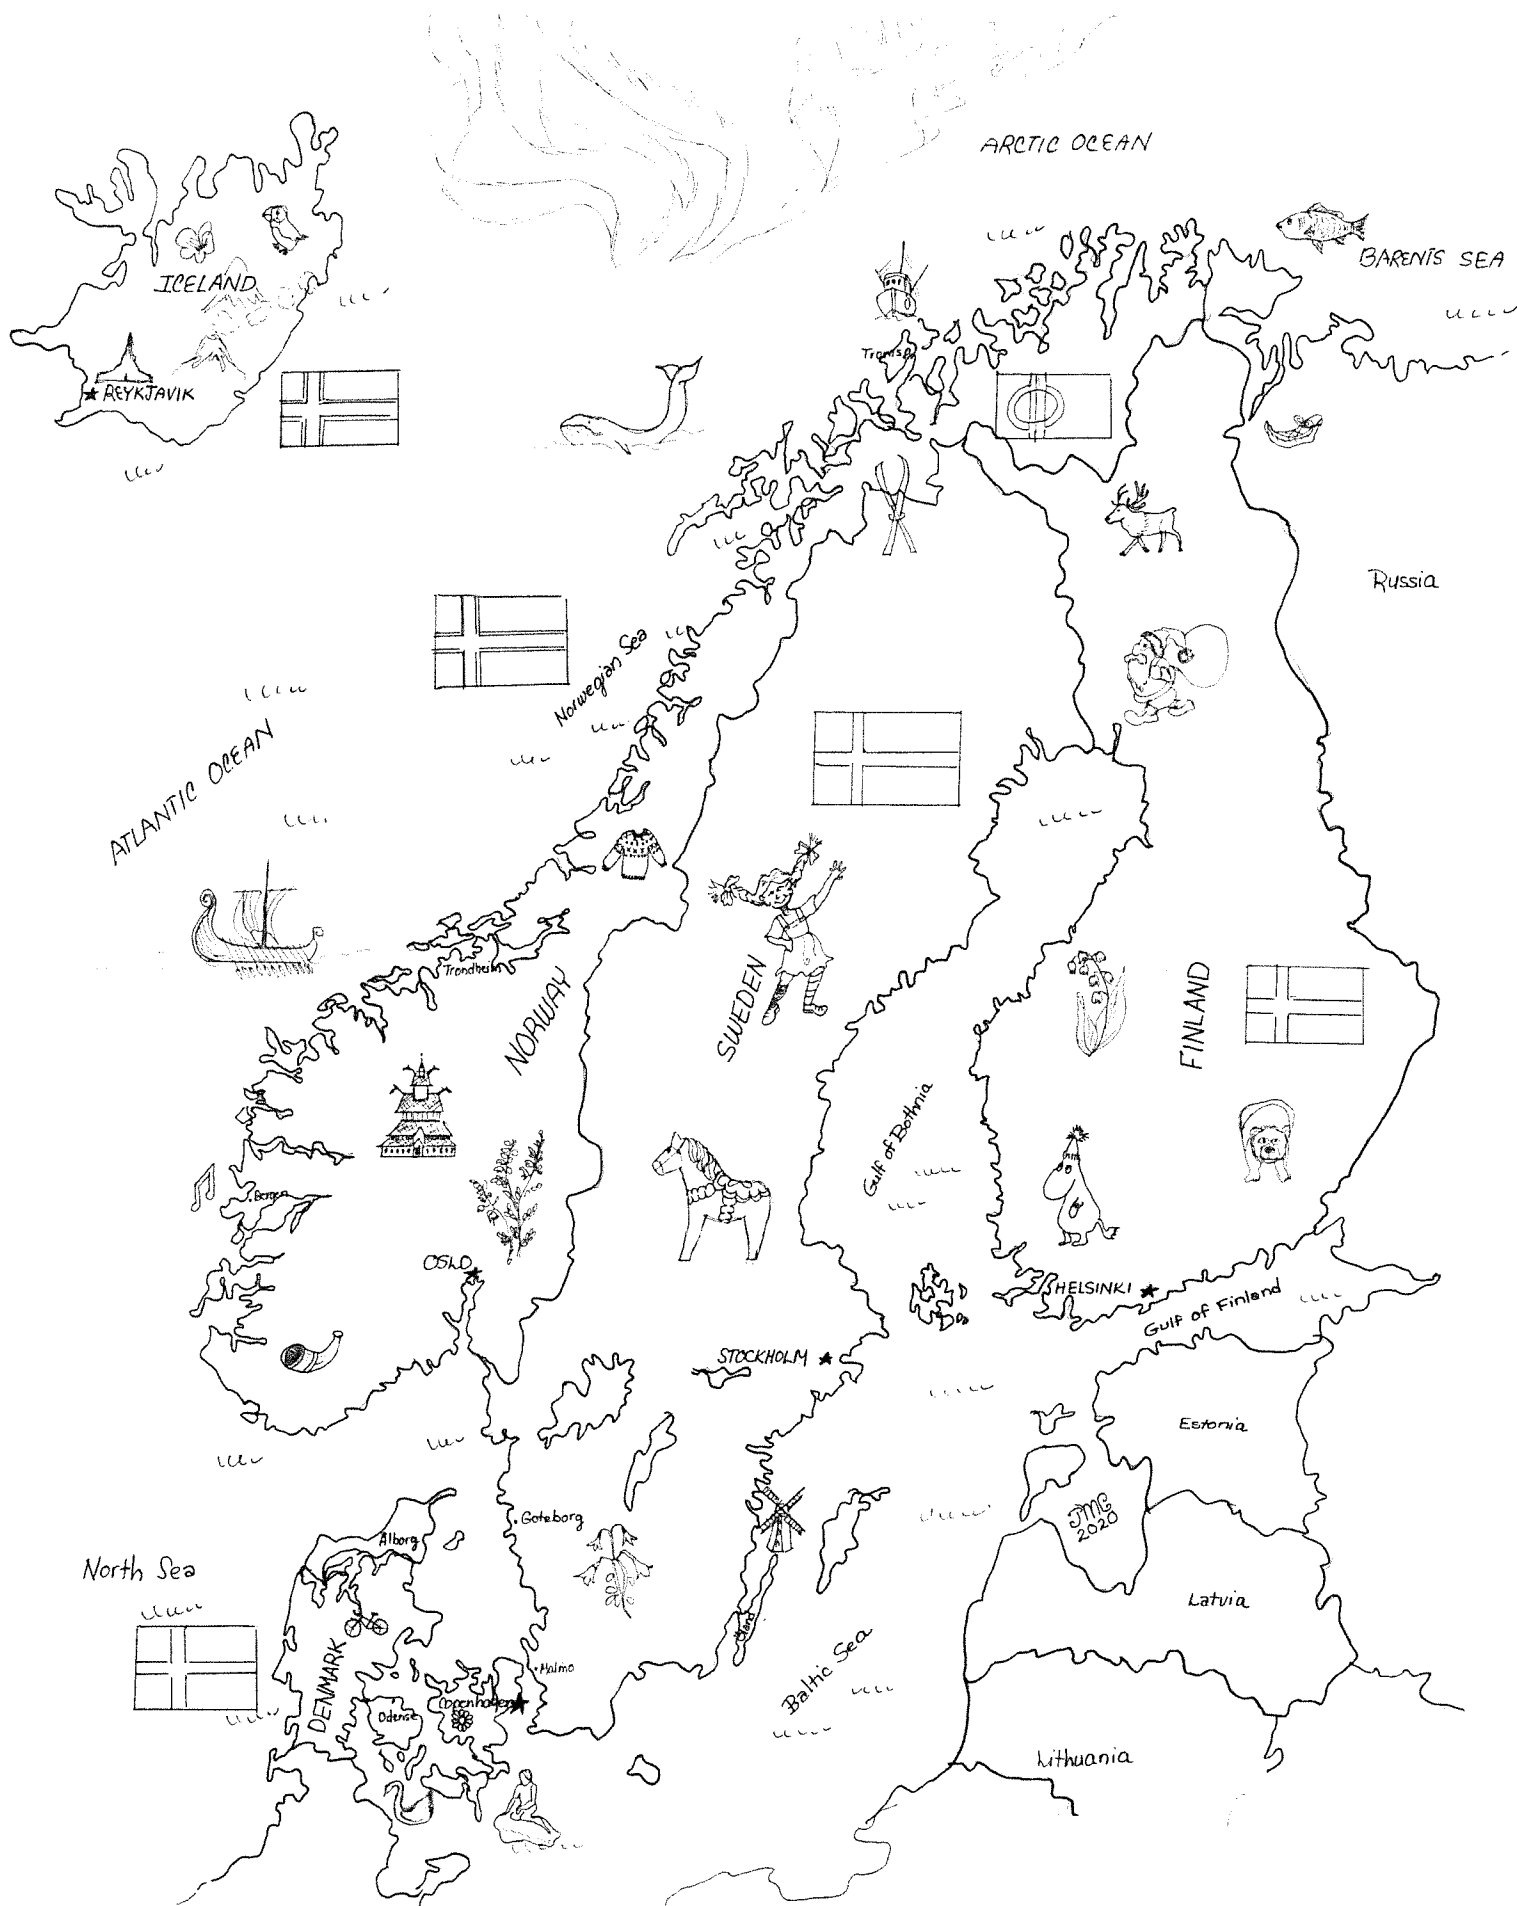 ARCTIC OCEAN
BARENTS SEA
ICELAND
REYKJAVIK
Tromsø
Russia
Norwegian Sea
ATLANTIC OCEAN
Trondheim
NORWAY
SWEDEN
FINLAND
Gulf of Bothnia
Bergen
OSLO
HELSINKI
Gulf of Finland
STOCKHOLM
Estonia
JMC
2020
Goteborg
Alborg
North Sea
Latvia
Öland
DENMARK
Malmo
Copenhagen
Odense
Baltic Sea
Lithuania